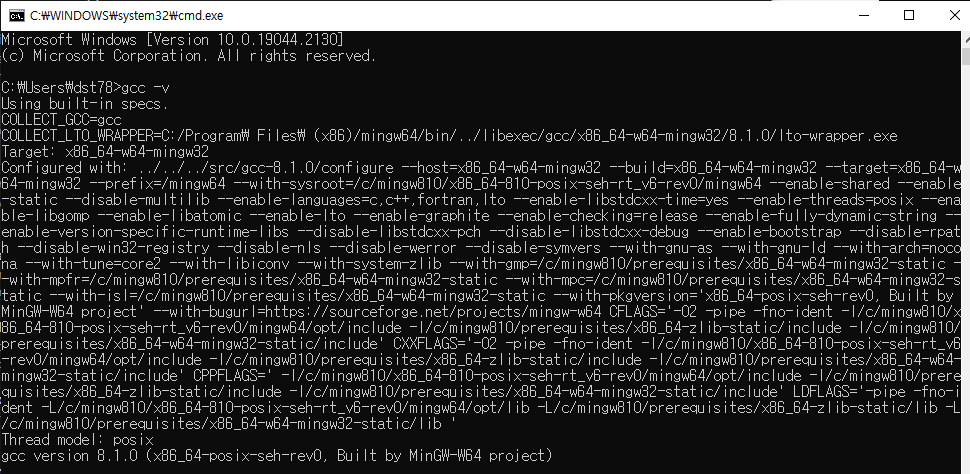 C:₩WINDOWS₩system32₩cmd.exe
Microsoft Windows [Version 10.0.19044.2130]
(c) Microsoft Corporation. All rights reserved.
C:₩Users₩dst78>gcc -v
Using built-in specs.
COLLECT_GCC=gcc
COLLECT_LTO_WRAPPER=C:/Program₩ Files₩ (x86)/mingw64/bin/../libexec/gcc/x86_64-w64-mingw32/8.1.0/lto-wrapper.exe
Target: x86_64-w64-mingw32
Configured with: ../../../src/gcc-8.1.0/configure --host=x86_64-w64-mingw32 --build=x86_64-w64-mingw32 --target=x86_64-w
64-mingw32 --prefix=/mingw64 --with-sysroot=/c/mingw810/x86_64-810-posix-seh-rt_v6-rev0/mingw64 --enable-shared --enable
-static --disable-multilib --enable-languages=c,c++,fortran,lto --enable-libstdcxx-time=yes --enable-threads=posix --ena
ble-libgomp --enable-libatomic --enable-lto --enable-graphite --enable-checking=release --enable-fully-dynamic-string --
enable-version-specific-runtime-libs --disable-libstdcxx-pch --disable-libstdcxx-debug --enable-bootstrap --disable-rpat
h --disable-win32-registry --disable-nls --disable-werror --disable-symvers --with-gnu-as --with-gnu-ld --with-arch=noco
na --with-tune=core2 --with-libiconv --with-system-zlib --with-gmp=/c/mingw810/prerequisites/x86_64-w64-mingw32-static -
-with-mpfr=/c/mingw810/prerequisites/x86_64-w64-mingw32-static --with-mpc=/c/mingw810/prerequisites/x86_64-w64-mingw32-s
tatic --with-isl=/c/mingw810/prerequisites/x86_64-w64-mingw32-static --with-pkgversion='x86_64-posix-seh-rev0, Built by
MinGW-W64 project' --with-bugurl=https://sourceforge.net/projects/mingw-w64 CFLAGS='-O2 -pipe -fno-ident -I/c/mingw810/x
86_64-810-posix-seh-rt_v6-rev0/mingw64/opt/include -I/c/mingw810/prerequisites/x86_64-zlib-static/include -I/c/mingw810/
prerequisites/x86_64-w64-mingw32-static/include' CXXFLAGS='-O2 -pipe -fno-ident -I/c/mingw810/x86_64-810-posix-seh-rt_v6
-rev0/mingw64/opt/include -I/c/mingw810/prerequisites/x86_64-zlib-static/include -I/c/mingw810/prerequisites/x86_64-w64-
mingw32-static/include' CPPFLAGS=' -I/c/mingw810/x86_64-810-posix-seh-rt_v6-rev0/mingw64/opt/include -I/c/mingw810/prere
quisites/x86_64-zlib-static/include -I/c/mingw810/prerequisites/x86_64-w64-mingw32-static/include' LDFLAGS='-pipe -fno-i
dent -L/c/mingw810/x86_64-810-posix-seh-rt_v6-rev0/mingw64/opt/lib -L/c/mingw810/prerequisites/x86_64-zlib-static/lib -L
/c/mingw810/prerequisites/x86_64-w64-mingw32-static/lib '
Thread model: posix
gcc version 8.1.0 (x86_64-posix-seh-rev0, Built by MinGW-W64 project)